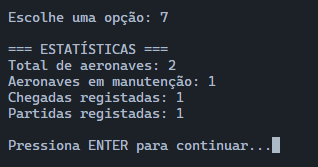 Escolhe uma opção: 7
=== ESTATÍSTICAS ===
Total de aeronaves: 2
Aeronaves em manutenção: 1
Chegadas registadas: 1
Partidas registadas: 1
Pressiona ENTER para continuar...